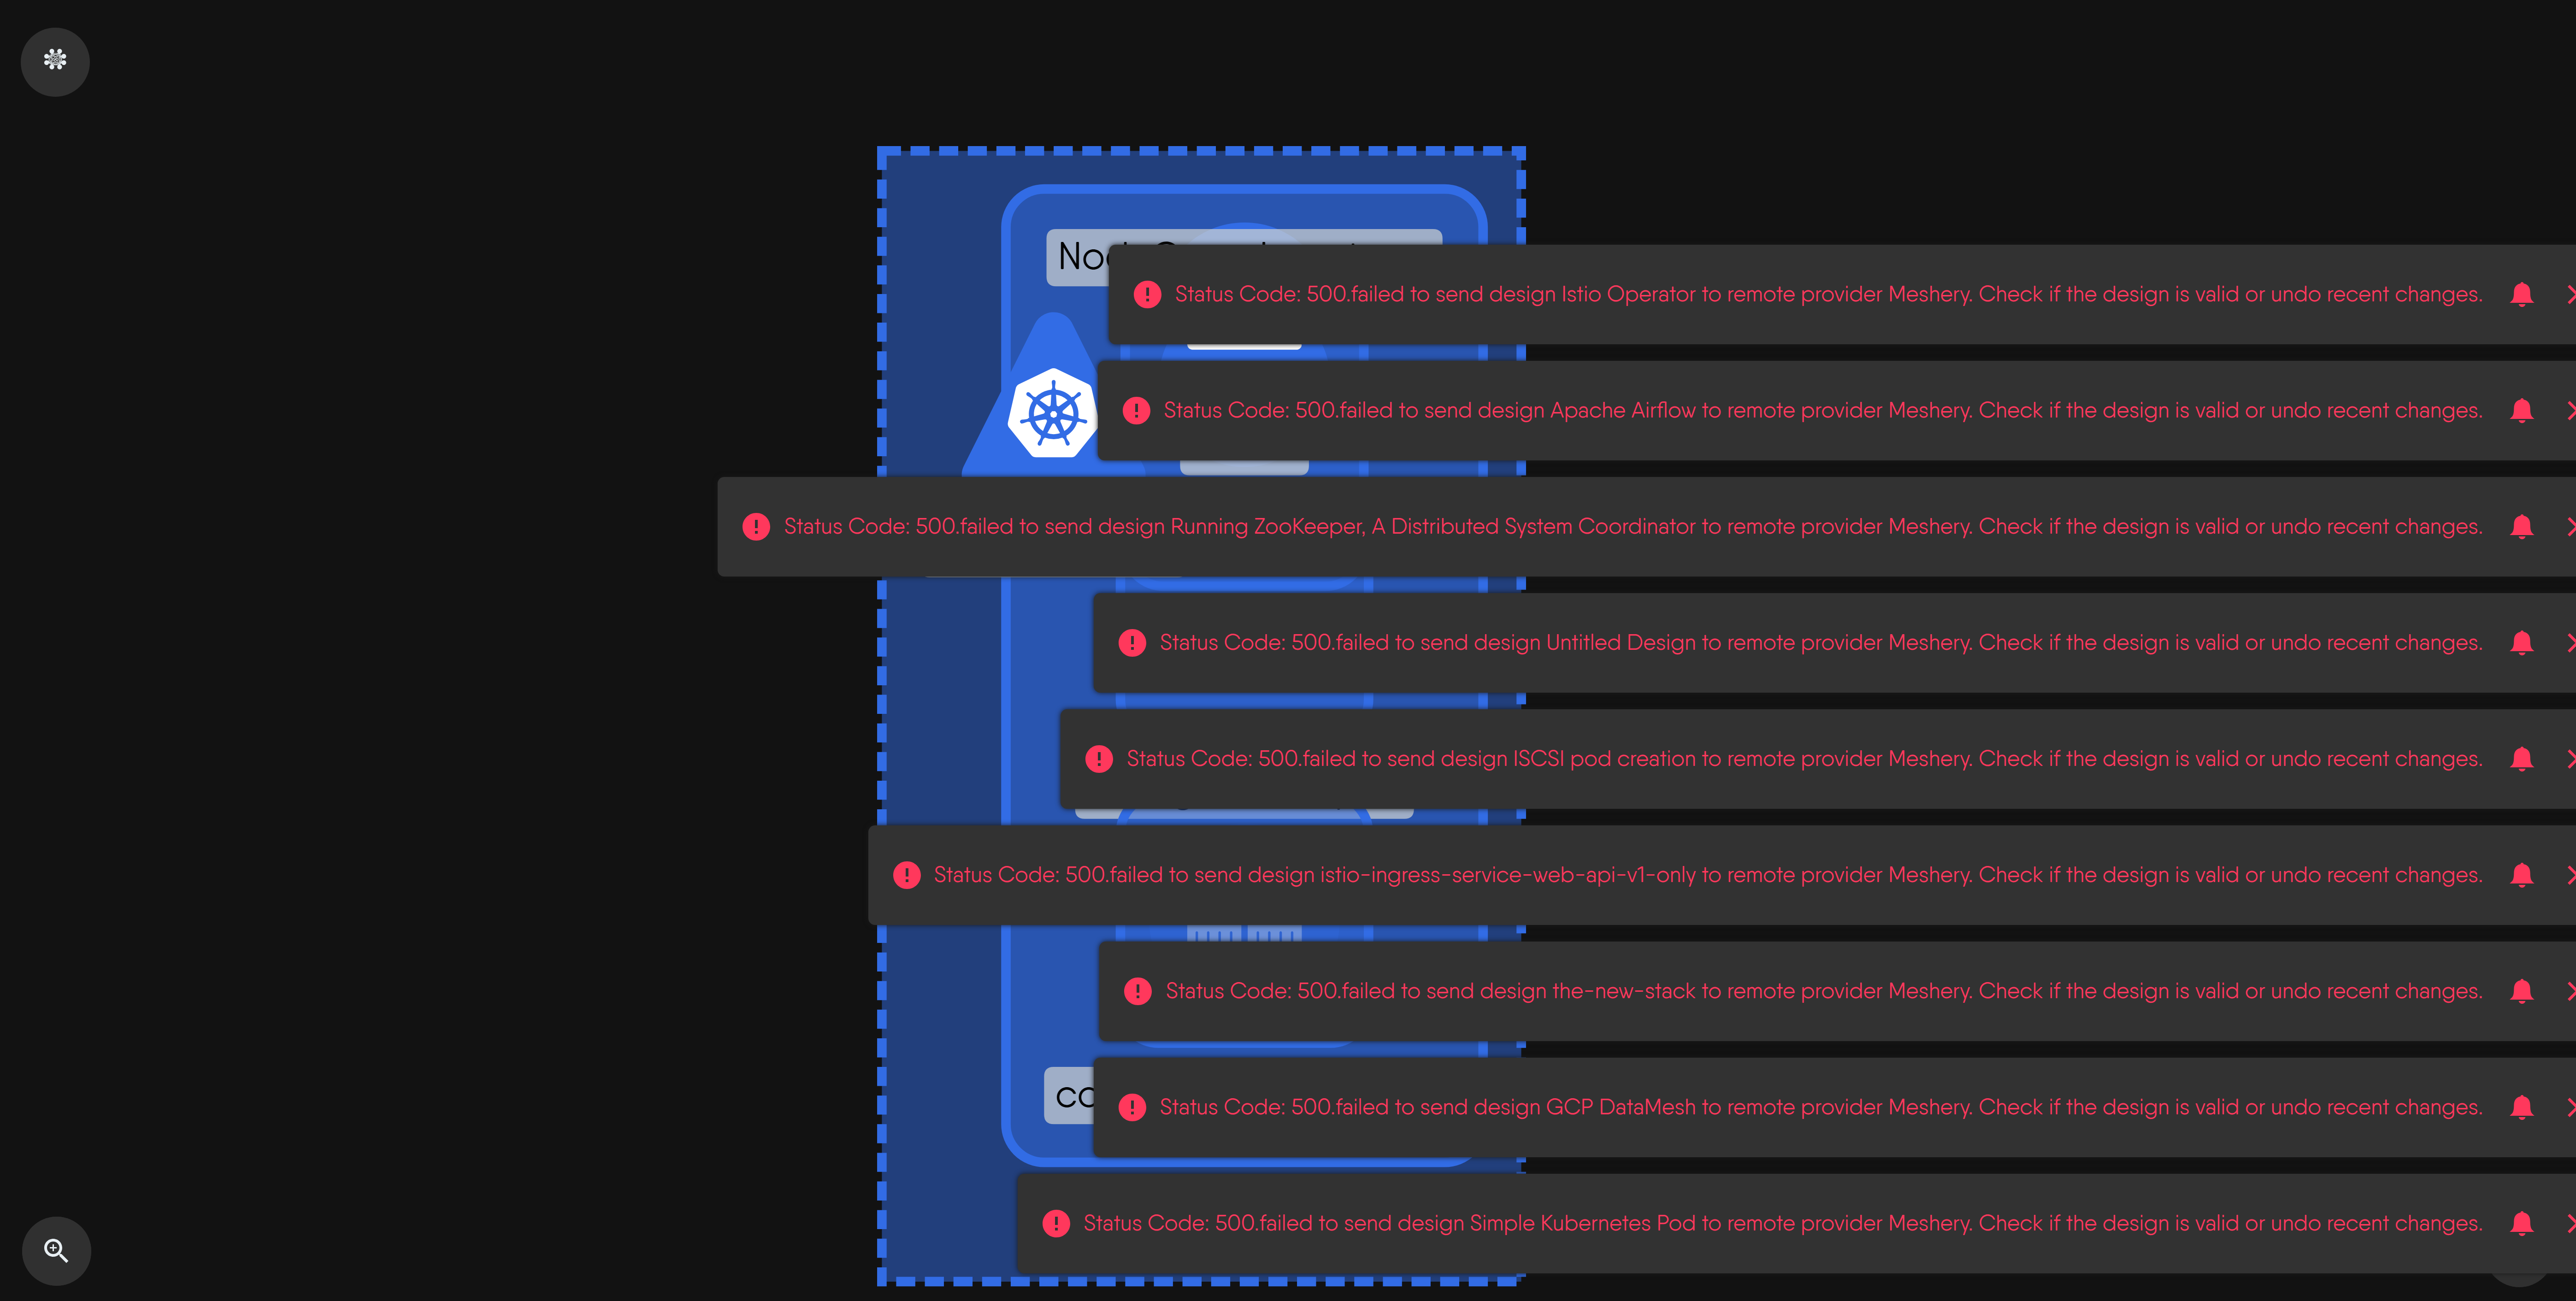 Status Code: 500.failed to send design Istio Operator to remote provider Meshery. Check if the design is valid or undo recent changes.
Status Code: 500.failed to send design Apache Airflow to remote provider Meshery. Check if the design is valid or undo recent changes.
Status Code: 500.failed to send design Running ZooKeeper, A Distributed System Coordinator to remote provider Meshery. Check if the design is valid or undo recent changes.
Status Code: 500.failed to send design Untitled Design to remote provider Meshery. Check if the design is valid or undo recent changes.
Status Code: 500.failed to send design ISCSI pod creation to remote provider Meshery. Check if the design is valid or undo recent changes.
Status Code: 500.failed to send design istio-ingress-service-web-api-v1-only to remote provider Meshery. Check if the design is valid or undo recent changes.
Status Code: 500.failed to send design the-new-stack to remote provider Meshery. Check if the design is valid or undo recent changes.
Status Code: 500.failed to send design GCP DataMesh to remote provider Meshery. Check if the design is valid or undo recent changes.
Status Code: 500.failed to send design Simple Kubernetes Pod to remote provider Meshery. Check if the design is valid or undo recent changes.